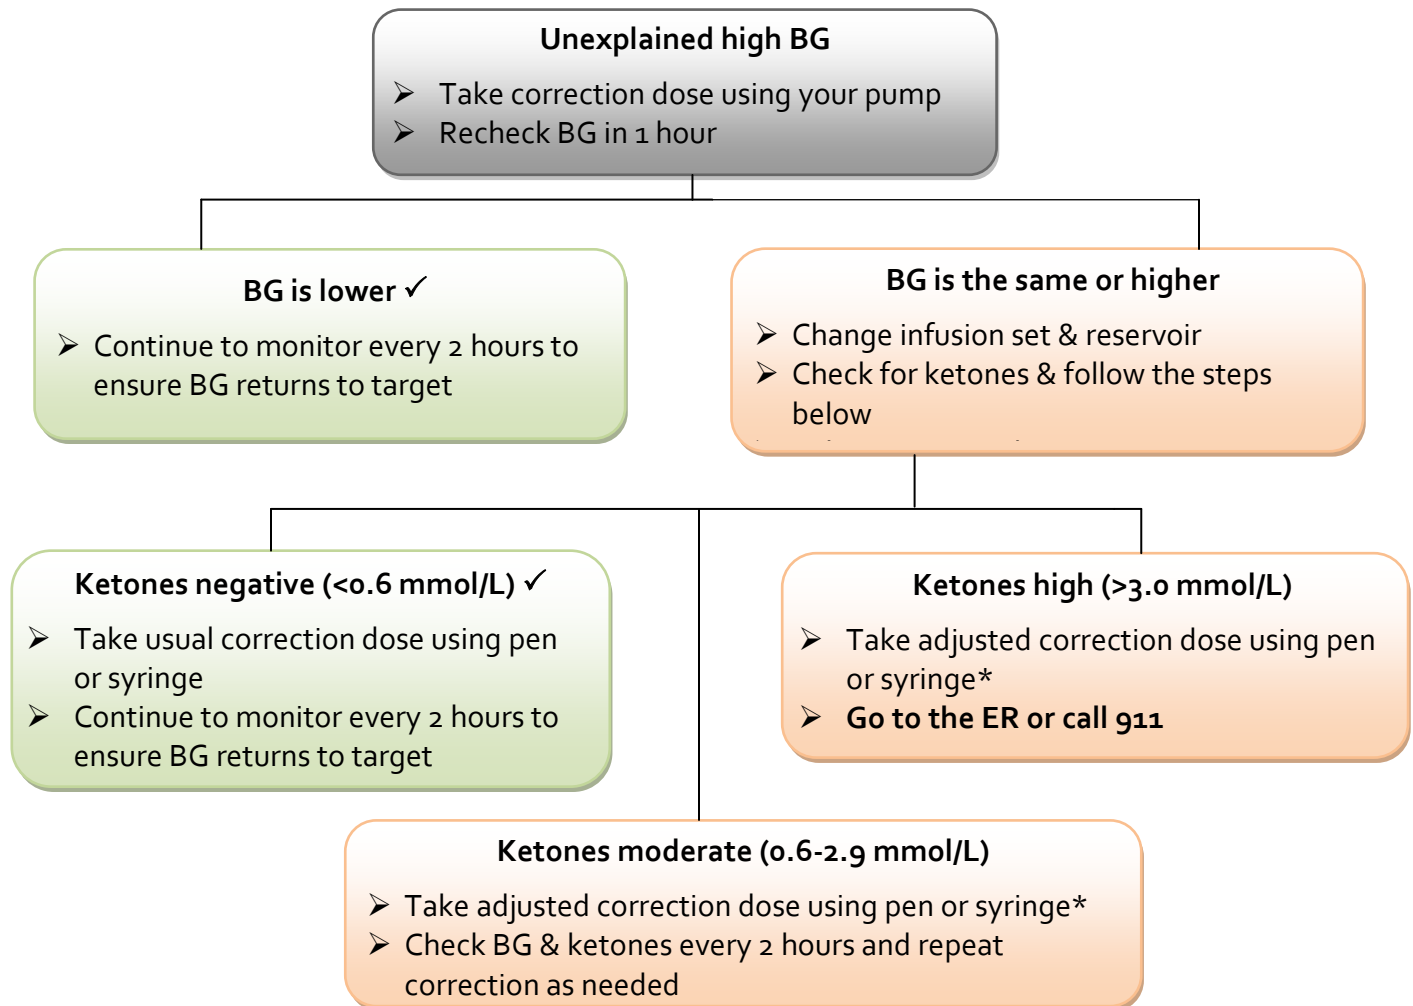 Unexplained high BG
➢ Take correction dose using your pump
➢ Recheck BG in 1 hour
BG is lower ✓
➢ Continue to monitor every 2 hours to
ensure BG returns to target
BG is the same or higher
➢ Change infusion set & reservoir
➢ Check for ketones & follow the steps
below
Ketones negative (<0.6 mmol/L) ✓
➢ Take usual correction dose using pen
or syringe
➢ Continue to monitor every 2 hours to
ensure BG returns to target
Ketones high (>3.0 mmol/L)
➢ Take adjusted correction dose using pen
or syringe*
➢ Go to the ER or call 911
Ketones moderate (0.6-2.9 mmol/L)
➢ Take adjusted correction dose using pen or syringe*
➢ Check BG & ketones every 2 hours and repeat
correction as needed